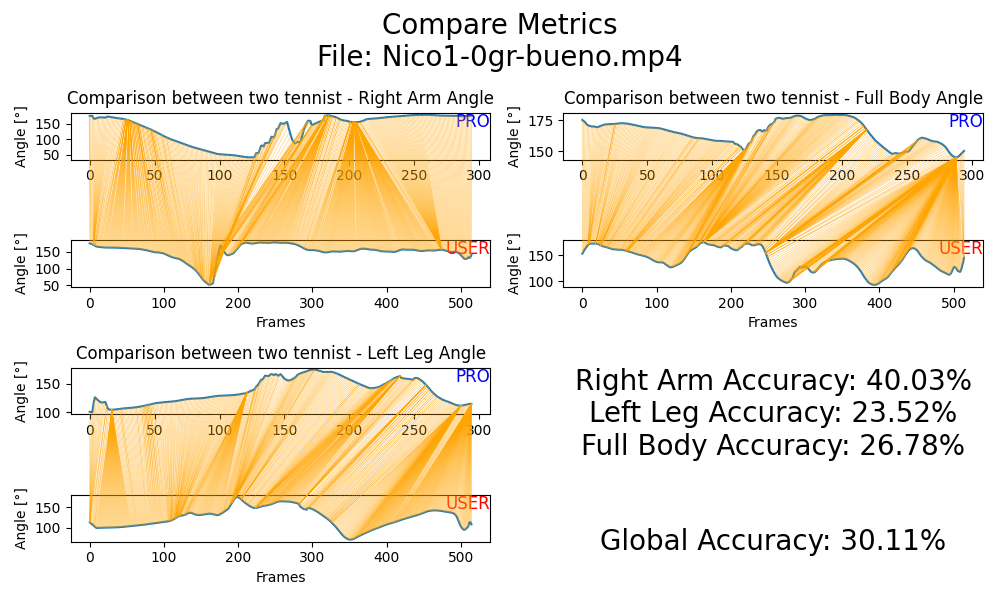 Compare Metrics
File: Nico1-0gr-bueno.mp4
Comparison between two tennist - Right Arm Angle
Angle [°]
150
100
50
PRO
0 50 100 150 200 250 300
Angle [°]
150
100
50
USER
0 100 200 300 400 500
Frames
Comparison between two tennist - Full Body Angle
Angle [°]
175
150
PRO
0 50 100 150 200 250 300
Angle [°]
150
100
USER
0 100 200 300 400 500
Frames
Comparison between two tennist - Left Leg Angle
Angle [°]
150
100
PRO
0 50 100 150 200 250 300
Angle [°]
150
100
USER
0 100 200 300 400 500
Frames
Right Arm Accuracy: 40.03%
Left Leg Accuracy: 23.52%
Full Body Accuracy: 26.78%
Global Accuracy: 30.11%